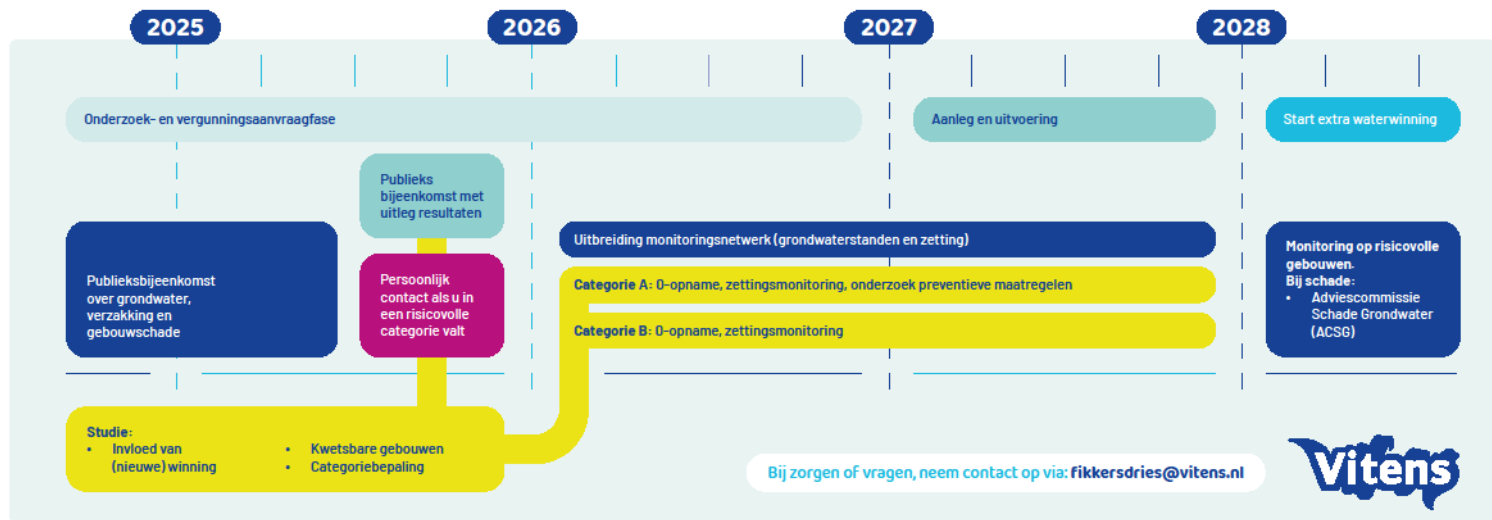 2025
2026
2027
2028
Onderzoek- en vergunningsaanvraagfase
Aanleg en uitvoering
Start extra waterwinning
Publieks
bijeenkomst met
uitleg resultaten
Publieksbijeenkomst
over grondwater,
verzakking en
gebouwschade
Persoonlijk
contact als u in
een risicovolle
categorie valt
Uitbreiding monitoringsnetwerk (grondwaterstanden en zetting)
Categorie A: 0-opname, zettingsmonitoring, onderzoek preventieve maatregelen
Categorie B: 0-opname, zettingsmonitoring
Monitoring op risicovolle
gebouwen.
Bij schade:
• Adviescommissie
Schade Grondwater
(ACSG)
Studie:
• Invloed van
(nieuwe) winning
• Kwetsbare gebouwen
• Categoriebepaling
Bij zorgen of vragen, neem contact op via: fikkersdries@vitens.nl
Vitens